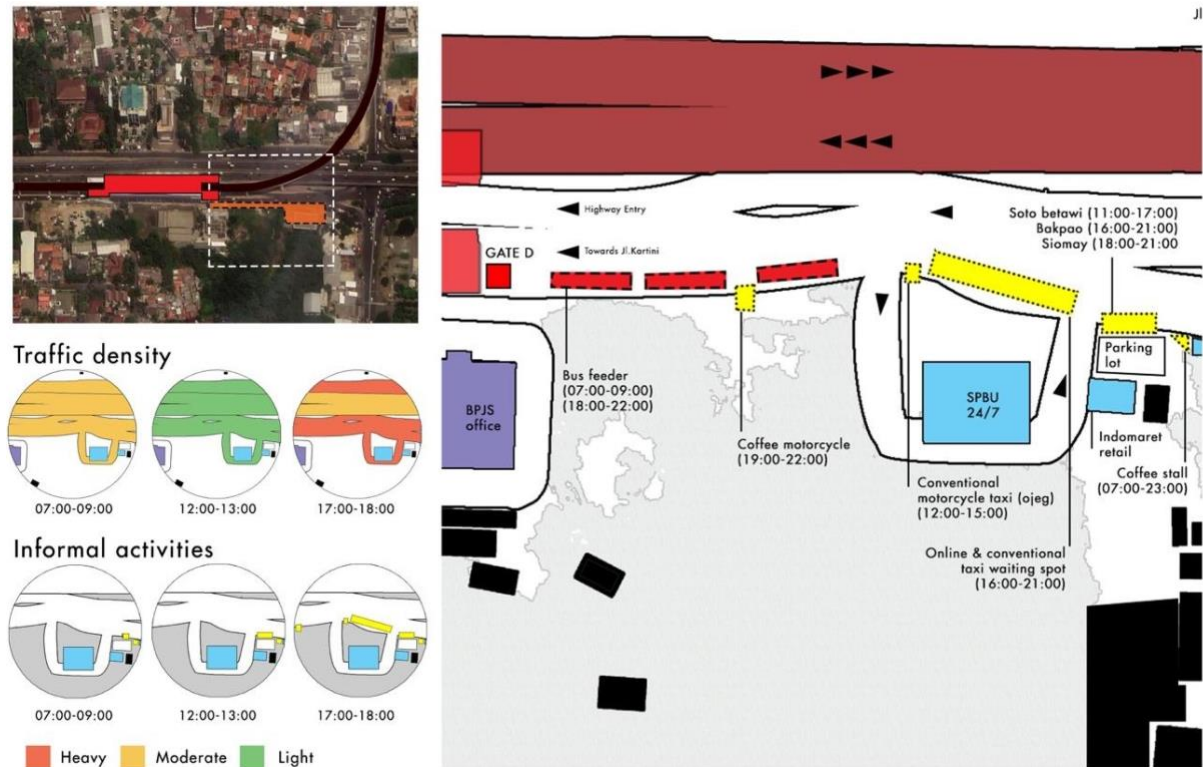 Jl
Highway Entry
Towards Jl.Kartini
GATE D
Soto betawi (11:00-17:00)
Bakpao (16:00-21:00)
Siomay (18:00-21:00
Parking
lot
Bus feeder
(07:00-09:00)
(18:00-22:00)
BPJS
office
SPBU
24/7
Coffee motorcycle
(19:00-22:00)
Indomaret
retail
Coffee stall
(07:00-23:00)
Conventional
motorcycle taxi (ojeg)
(12:00-15:00)
Online & conventional
taxi waiting spot
(16:00-21:00)
Traffic density
07:00-09:00
12:00-13:00
17:00-18:00
Informal activities
07:00-09:00
12:00-13:00
17:00-18:00
Heavy
Moderate
Light